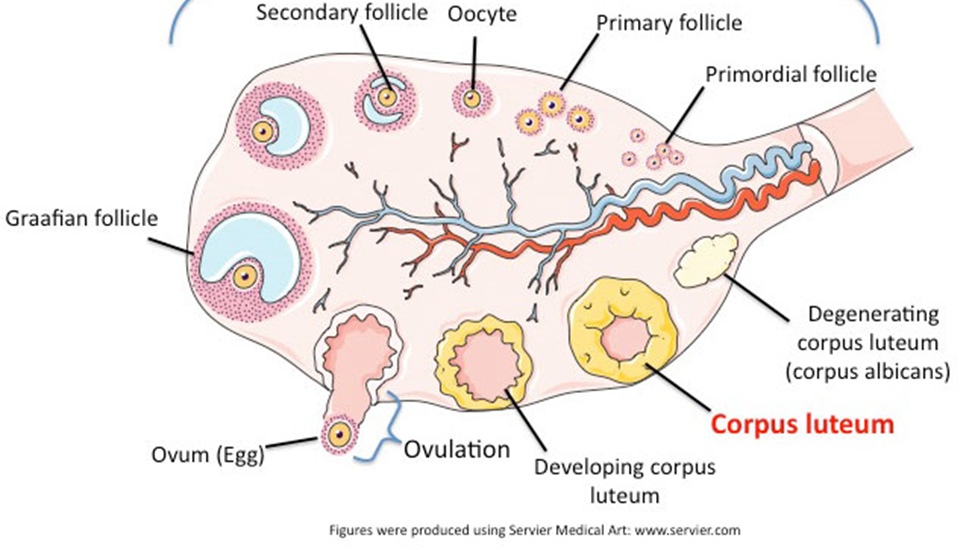 Secondary follicle
Oocyte
Primary follicle
Primordial follicle
Graafian follicle
Degenerating
corpus luteum
(corpus albicans)
Corpus luteum
Ovum (Egg)
Ovulation
Developing corpus
luteum
Figures were produced using Servier Medical Art: www.servier.com